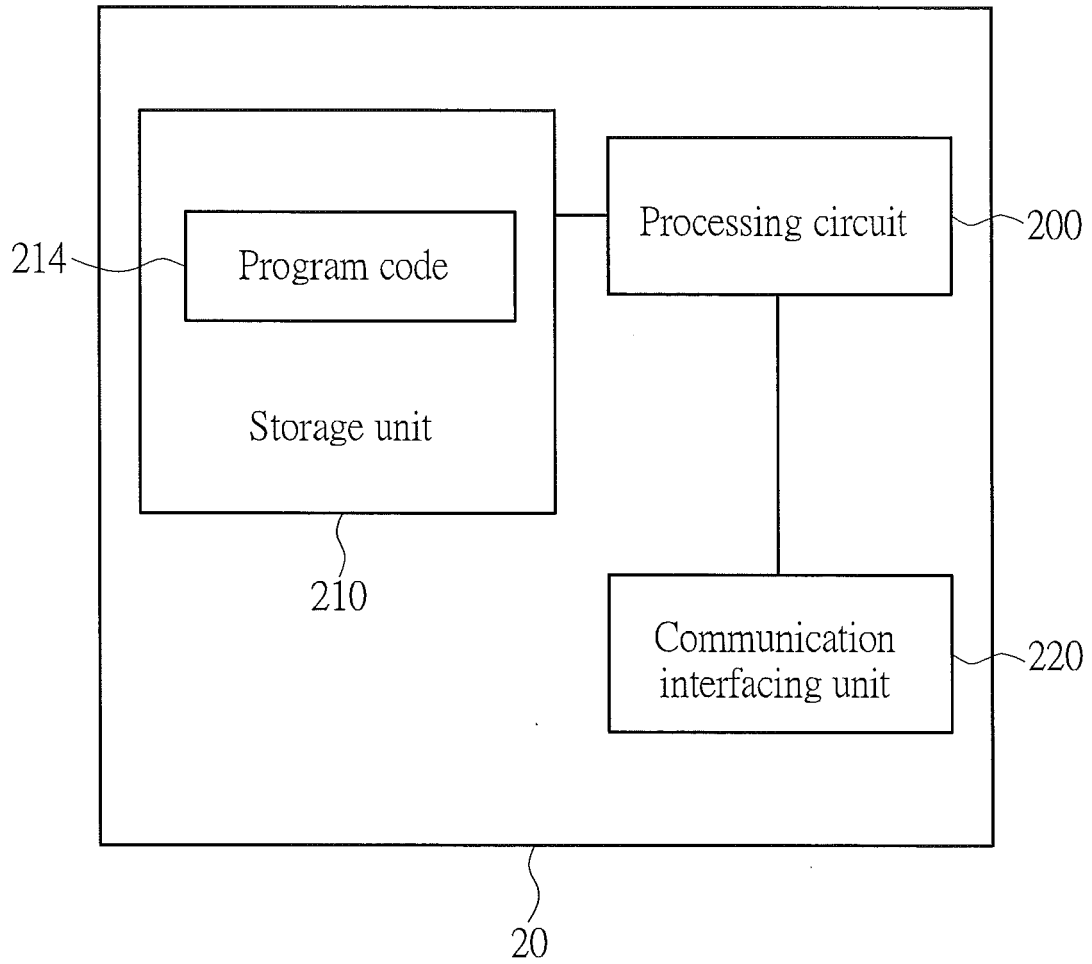 Processing circuit
200
214
Program code
Storage unit
210
Communication
interfacing unit
220
20